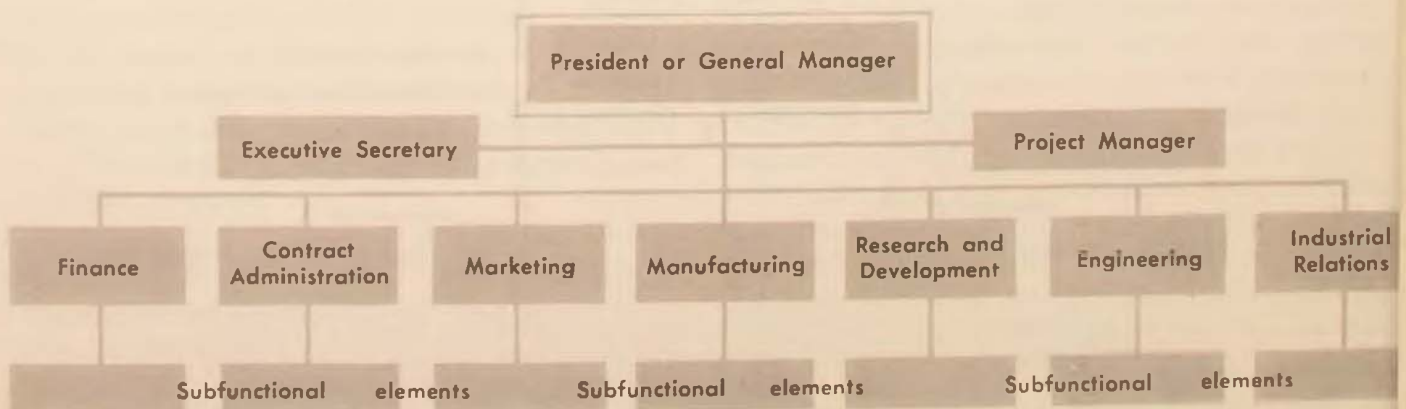 President or General Manager
Executive Secretary
Project Manager
Finance
Contract
Administration
Marketing
Manufacturing
Research and
Development
Engineering
Industrial
Relations
Subfunctional elements
Subfunctional elements
Subfunctional elements